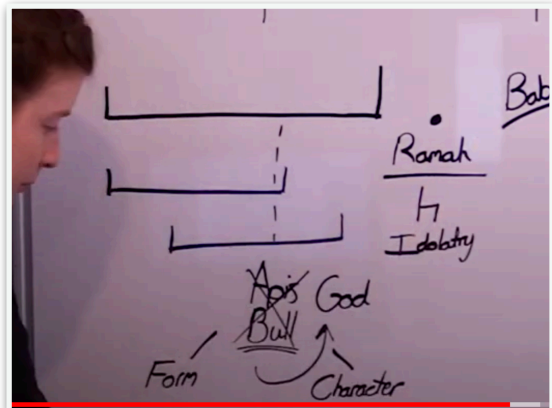 Bab
Ramah
Idolatry
Apis God
Bull
Form
Character